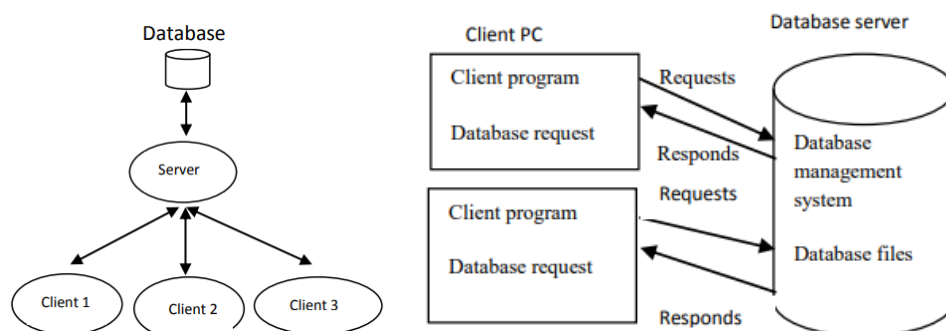 Database
Server
Client 1
Client 2
Client 3
Client PC
Database server
Client program
Database request
Requests
Responds
Database
management
system
Database files
Requests
Client program
Database request
Responds